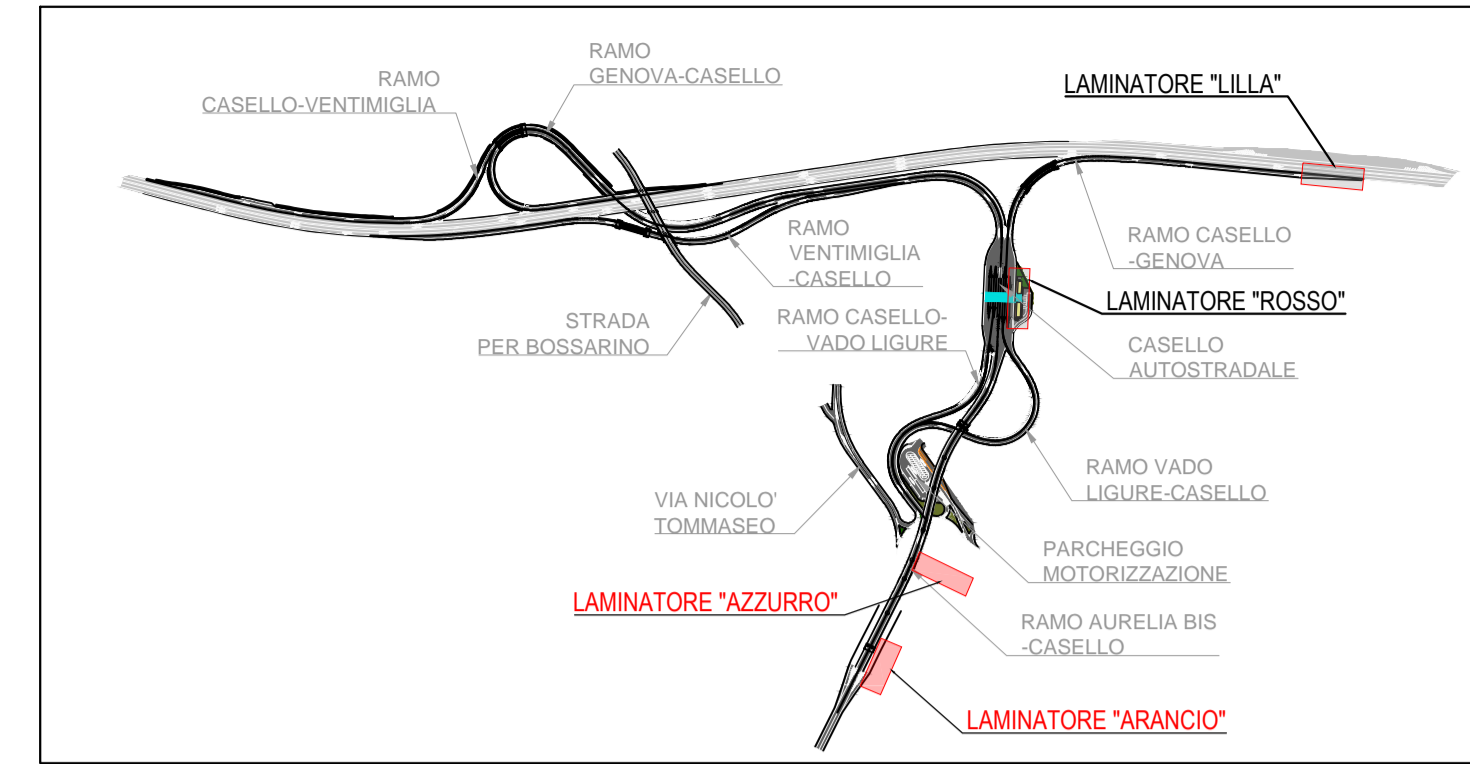 RAMO
GENOVA-CASELLO
RAMO
CASELLO-VENTIMIGLIA
LAMINATORE "LILLA"
RAMO
VENTIMIGLIA
-CASELLO
RAMO CASELLO
-GENOVA
LAMINATORE "ROSSO"
STRADA
PER BOSSARINO
RAMO CASELLO-
VADO LIGURE
CASELLO
AUTOSTRADALE
RAMO VADO
LIGURE-CASELLO
VIA NICOLO'
TOMMASEO
PARCHEGGIO
MOTORIZZAZIONE
LAMINATORE "AZZURRO"
RAMO AURELIA BIS
-CASELLO
LAMINATORE "ARANCIO"